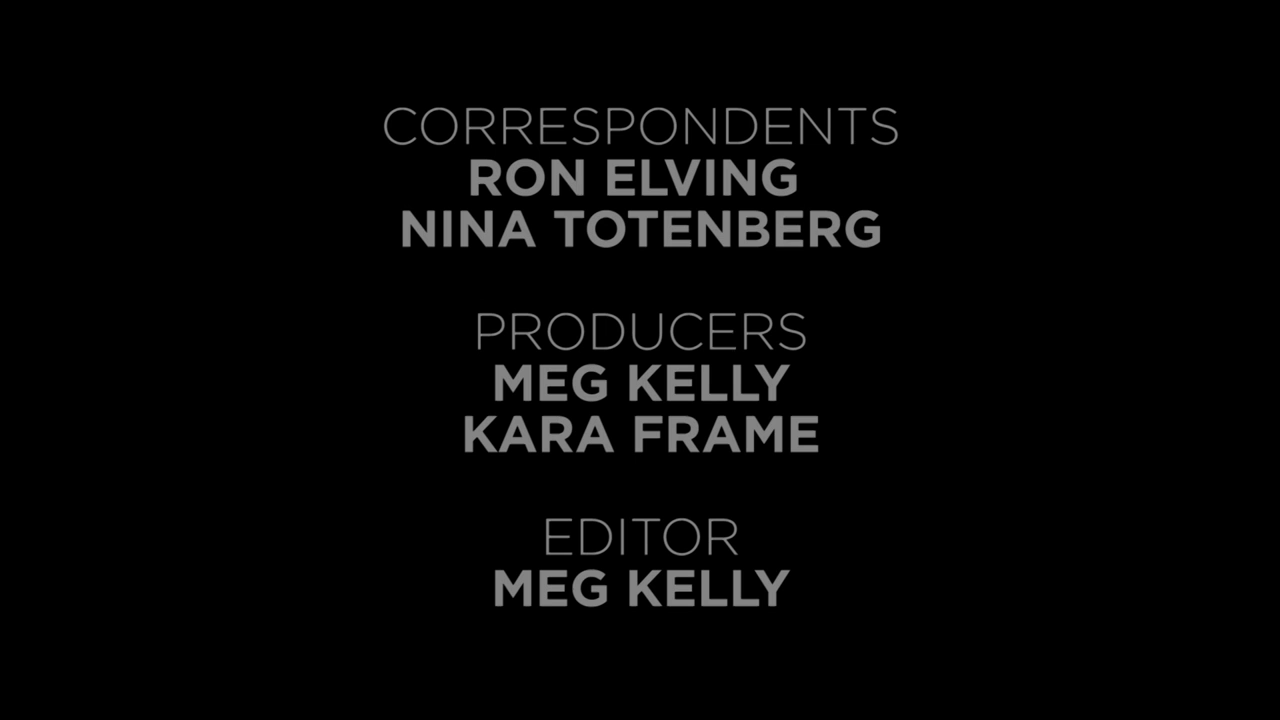 CORRESPONDENTS
RON ELVING
NINA TOTENBERG
PRODUCERS
MEG KELLY
KARA FRAME
EDITOR
MEG KELLY